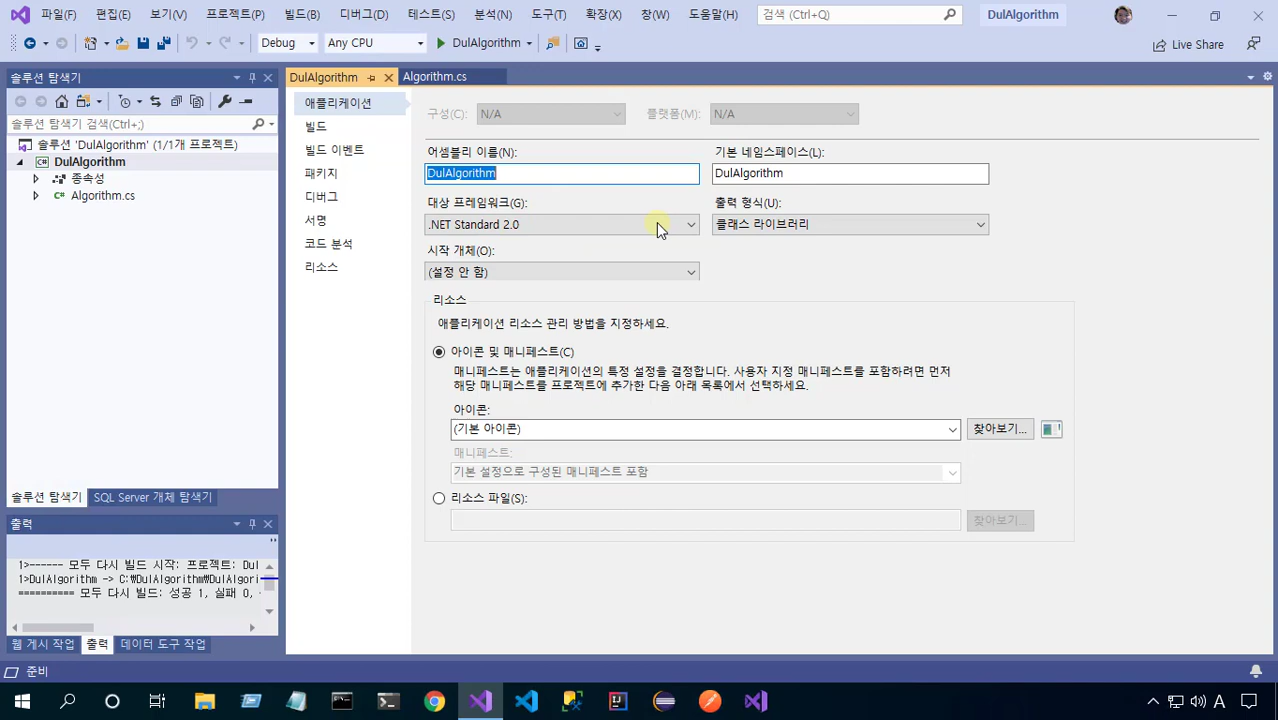 파일(F) 편집(E) 보기(V) 프로젝트(P) 빌드(B) 디버그(D) 테스트(S) 분석(N) 도구(T) 확장(X) 창(W) 도움말(H) 검색 (Ctrl+Q) DulAlgorithm
Debug Any CPU DulAlgorithm Live Share
솔루션 탐색기
솔루션 탐색기 검색(Ctrl+;)
솔루션 'DulAlgorithm' (1/1개 프로젝트)
DulAlgorithm
종속성
Algorithm.cs
솔루션 탐색기 SQL Server 개체 탐색기
출력
1>------ 모두 다시 빌드 시작: 프로젝트: Dul
1>DulAlgorithm -> C:₩DulAlgorithm₩DulAlgori
========== 모두 다시 빌드: 성공 1, 실패 0,
웹 게시 작업 출력 데이터 도구 작업
DulAlgorithm Algorithm.cs
애플리케이션
빌드
빌드 이벤트
패키지
디버그
서명
코드 분석
리소스
구성(C): N/A 플랫폼(M): N/A
어셈블리 이름(N): 기본 네임스페이스(L):
DulAlgorithm DulAlgorithm
대상 프레임워크(G): 출력 형식(U):
.NET Standard 2.0 클래스 라이브러리
시작 개체(O):
(설정 안 함)
리소스
애플리케이션 리소스 관리 방법을 지정하세요.
아이콘 및 매니페스트(C)
매니페스트는 애플리케이션의 특정 설정을 결정합니다. 사용자 지정 매니페스트를 포함하려면 먼저
해당 매니페스트를 프로젝트에 추가한 다음 아래 목록에서 선택하세요.
아이콘:
(기본 아이콘) 찾아보기...
매니페스트:
기본 설정으로 구성된 매니페스트 포함
리소스 파일(S):
찾아보기...
준비
A